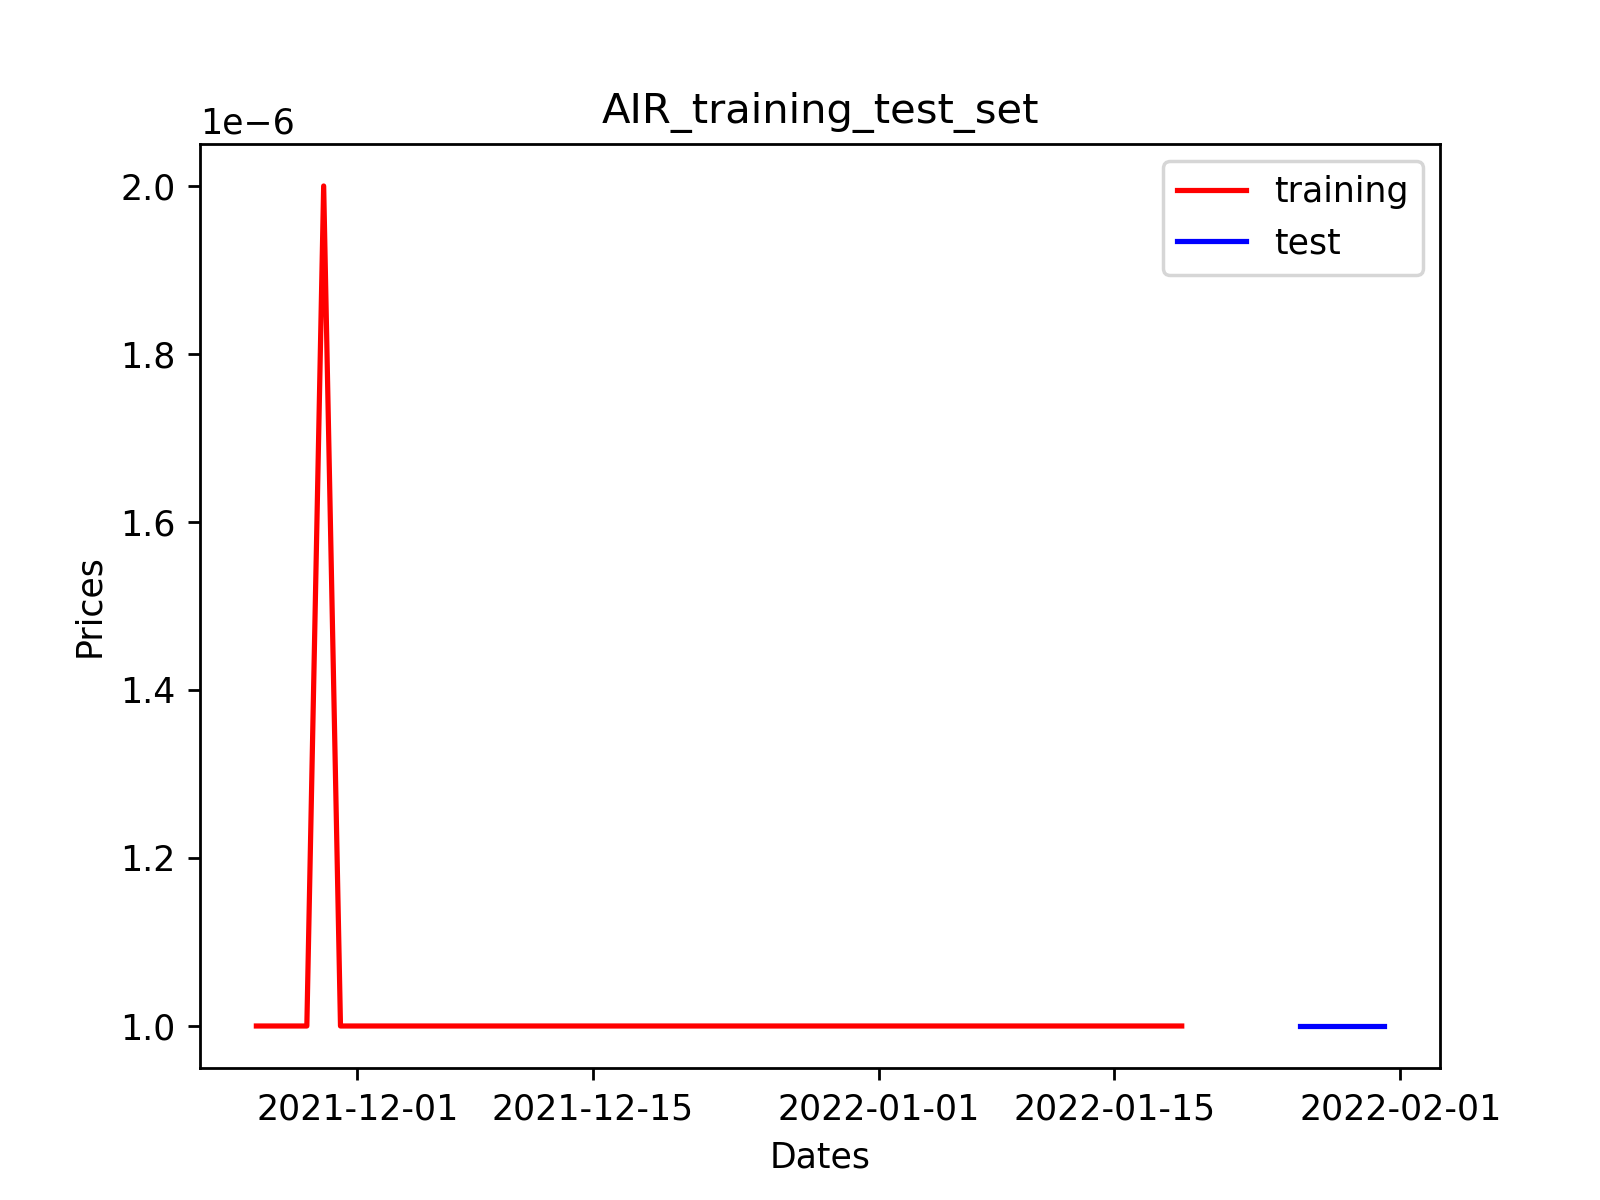 AIR_training_test_set
1e−6
training
test
2.0
1.8
1.6
1.4
1.2
1.0
Prices
2021-12-01 2021-12-15 2022-01-01 2022-01-15 2022-02-01
Dates